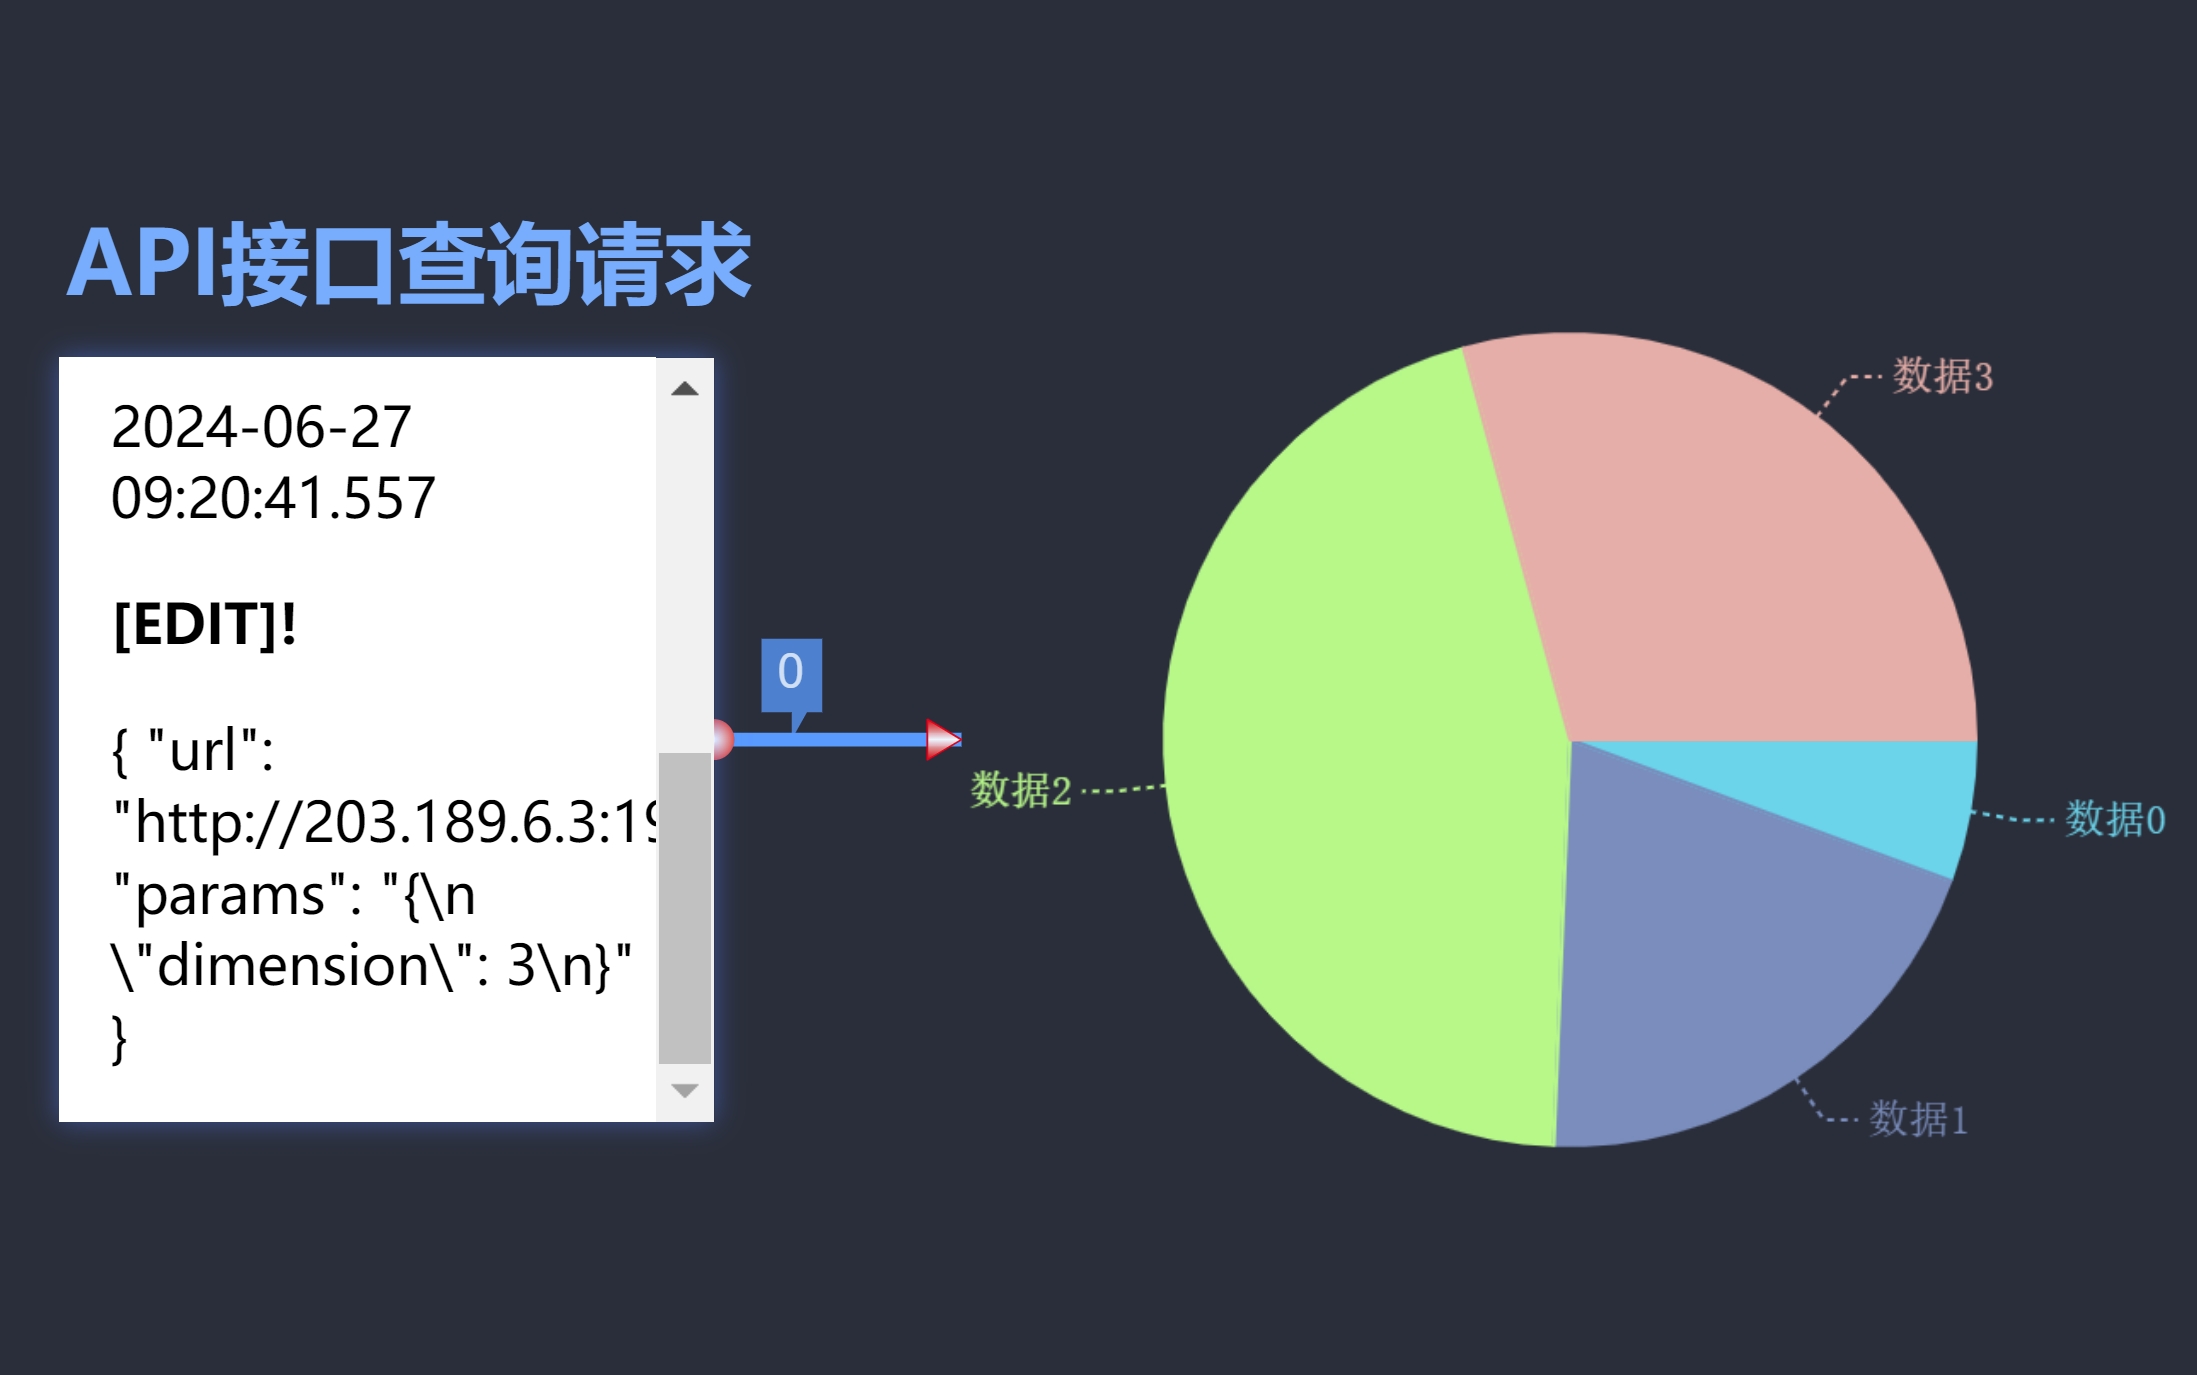 API接口查询请求
2024-06-27
09:20:41.557
[EDIT]!
{ "url":
"http://203.189.6.3:19
"params": "{\n
\"dimension\": 3\n}"
}
0
数据3
数据2
数据0
数据1